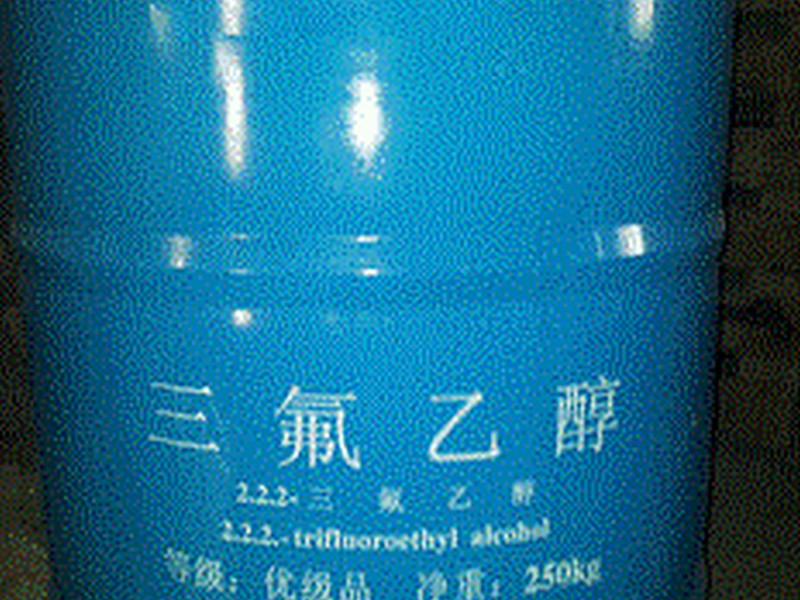 三氟乙醇
2.2.2-三氟乙醇
2.2.2.-trifluoroethyl alcohol
等级：优级品 净重：250kg